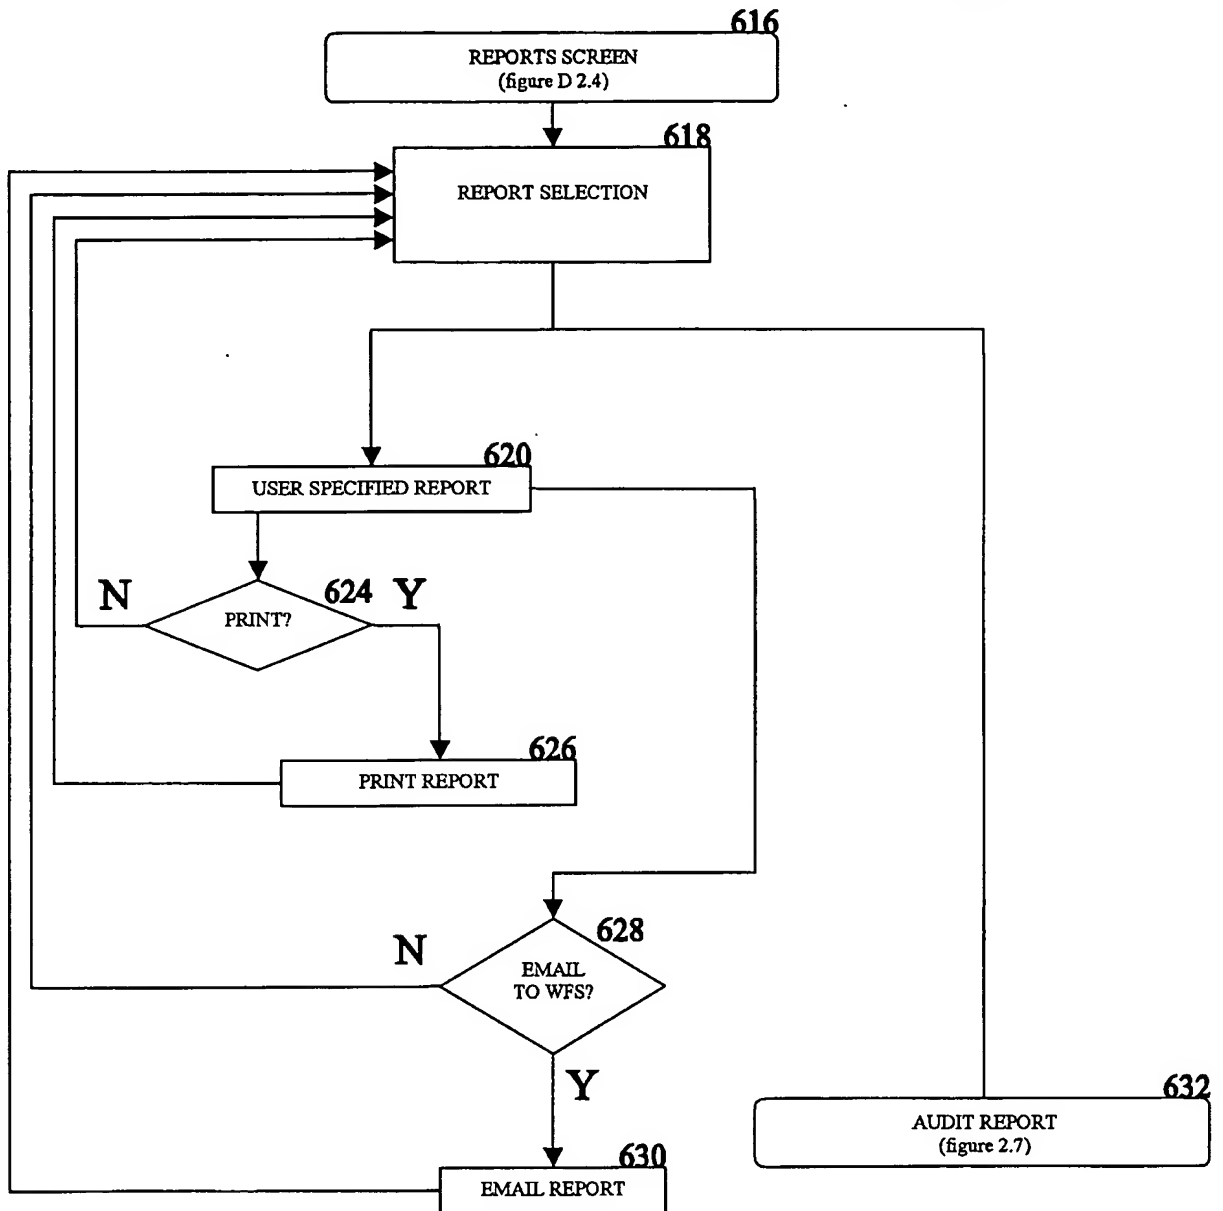 616
REPORTS SCREEN
(figure D 2.4)
618
REPORT SELECTION
620
USER SPECIFIED REPORT
N
624
Y
PRINT?
626
PRINT REPORT
628
N
EMAIL
TO WFS?
Y
632
AUDIT REPORT
(figure 2.7)
630
EMAIL REPORT